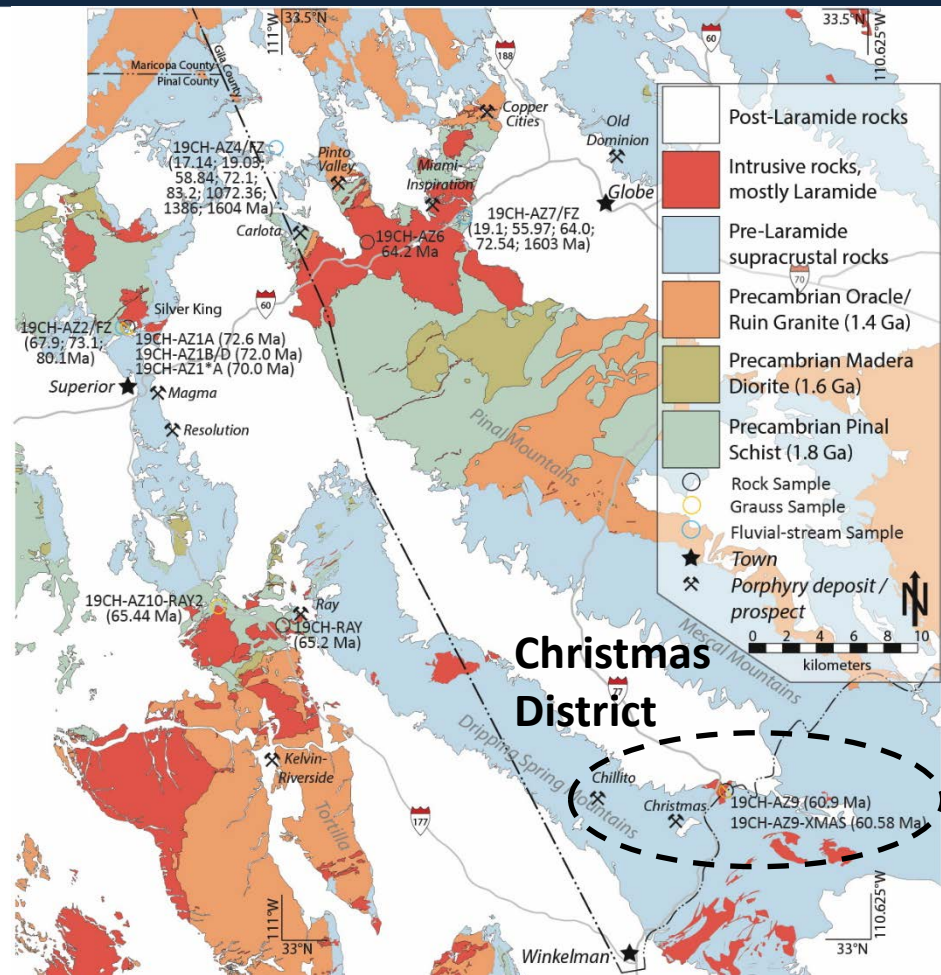 111°W
33.5°N
188
60
33.5°N
110.625°W
Maricopa County
Pinal County
Gila County
Copper
Cities
Old
Dominion
19CH-AZ4/FZ
(17.14; 19.03;
58.84; 72.1;
83.2; 1072.36;
1386; 1604 Ma)
Pinto
Valley
Miami-
Inspiration
Globe
19CH-AZ7/FZ
(19.1; 55.97; 64.0;
72.54; 1603 Ma)
Carlota
19CH-AZ6
64.2 Ma
60
70
Silver King
19CH-AZ2/FZ
(67.9; 73.1;
80.1Ma)
19CH-AZ1A (72.6 Ma)
19CH-AZ1B/D (72.0 Ma)
19CH-AZ1*A (70.0 Ma)
Superior
Magma
Resolution
Pinal Mountains
Post-Laramide rocks
Intrusive rocks,
mostly Laramide
Pre-Laramide
supracrustal rocks
Precambrian Oracle/
Ruin Granite (1.4 Ga)
Precambrian Madera
Diorite (1.6 Ga)
Precambrian Pinal
Schist (1.8 Ga)
Rock Sample
Grauss Sample
Fluvial-stream Sample
Town
Porphyry deposit /
prospect
N
0 2 4 6 8 10
kilometers
19CH-AZ10-RAY2
(65.44 Ma)
Ray
19CH-RAY
(65.2 Ma)
Mescal Mountains
Christmas
District
77
Dripping Spring Mountains
Kelvin-
Riverside
Tortilla
Chillito
Christmas
19CH-AZ9 (60.9 Ma)
19CH-AZ9-XMAS (60.58 Ma)
177
111°W
33°N
Winkelman
110.625°W
33°N